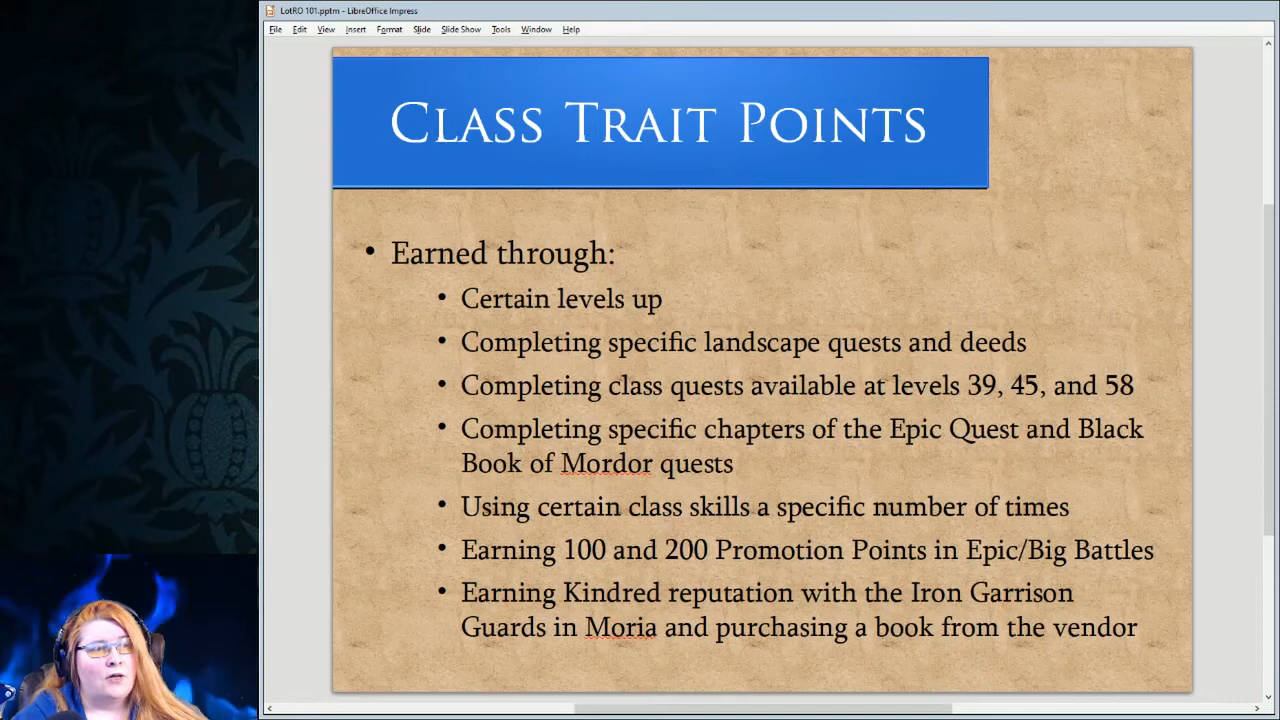 LotRO 101.pptm - LibreOffice Impress
File Edit View Insert Format Slide Slide Show Tools Window Help
Class Trait Points
• Earned through:
• Certain levels up
• Completing specific landscape quests and deeds
• Completing class quests available at levels 39, 45, and 58
• Completing specific chapters of the Epic Quest and Black
Book of Mordor quests
• Using certain class skills a specific number of times
• Earning 100 and 200 Promotion Points in Epic/Big Battles
• Earning Kindred reputation with the Iron Garrison
Guards in Moria and purchasing a book from the vendor